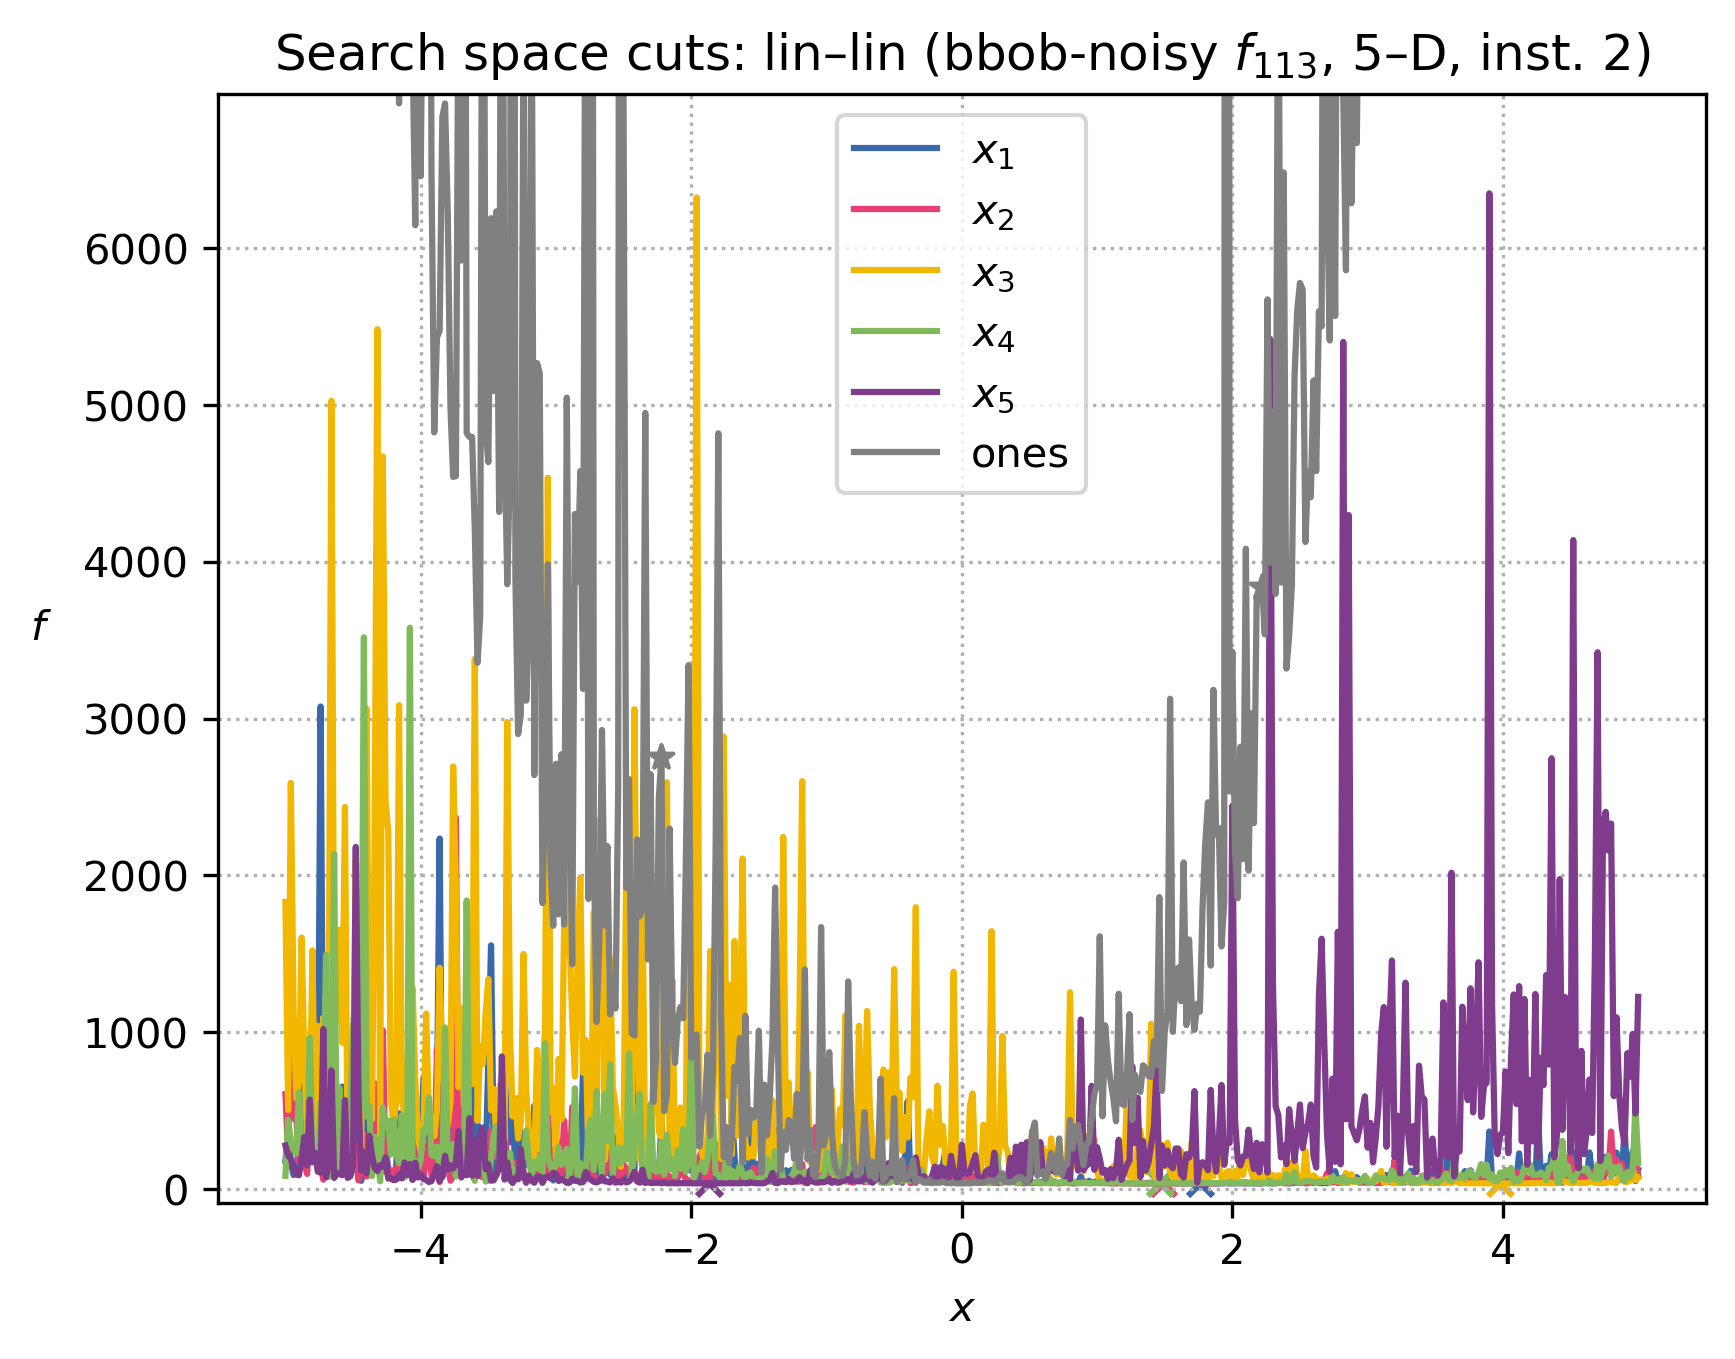 Search space cuts: lin–lin (bbob-noisy f₁₁₃, 5–D, inst. 2)
x₁
x₂
x₃
x₄
x₅
ones
6000
5000
4000
3000
2000
1000
0
f
−4 −2 0 2 4
x